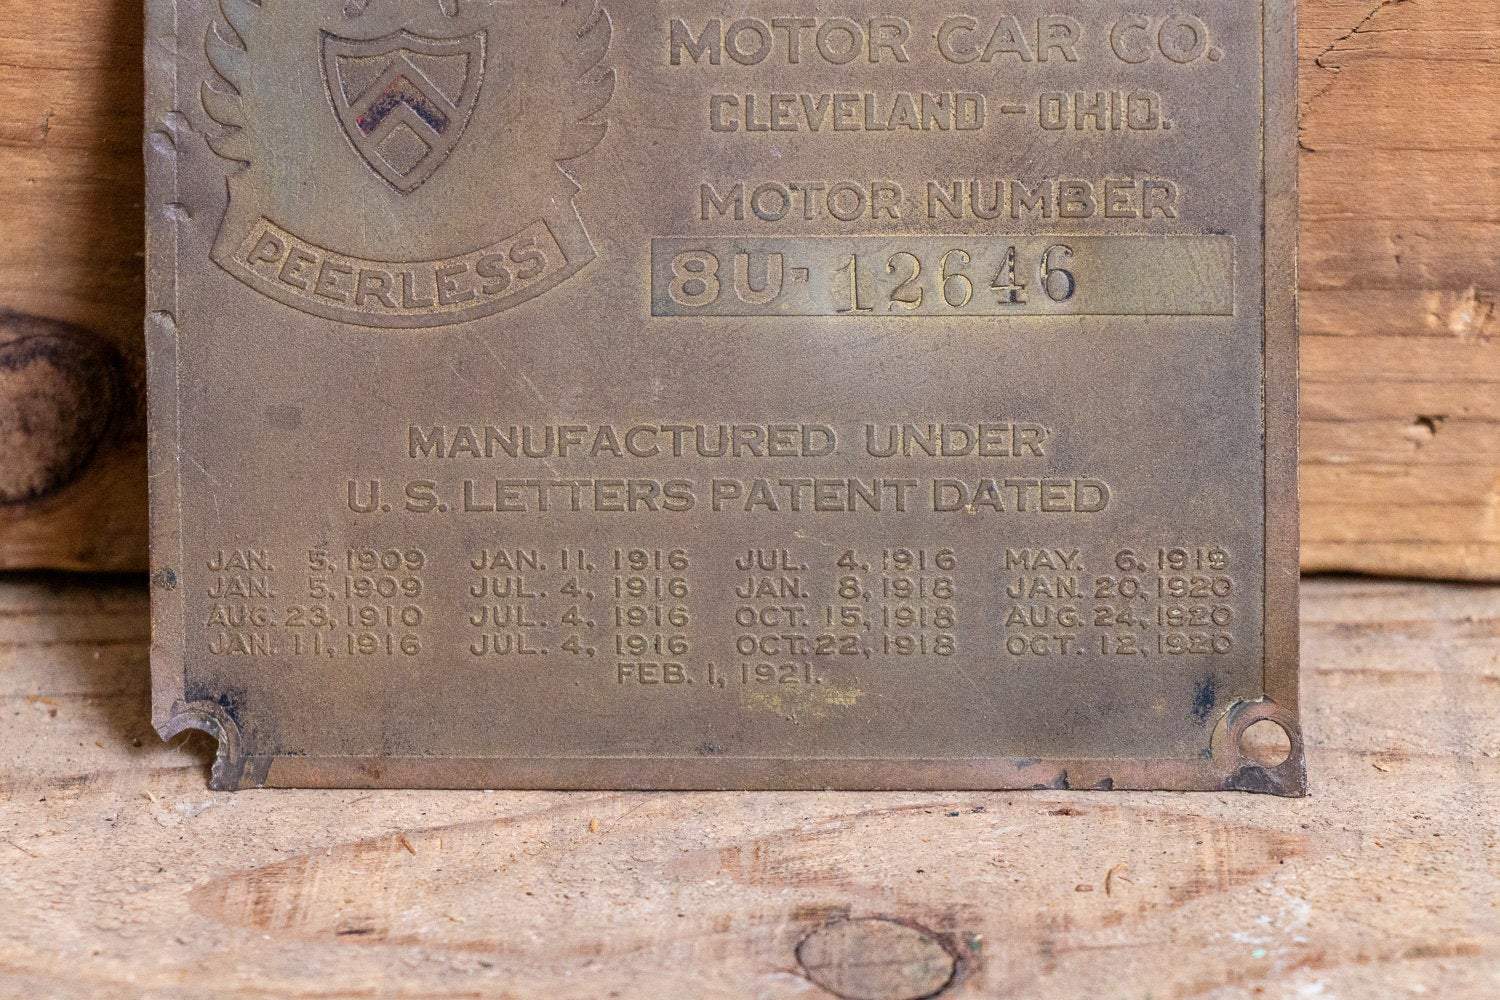 MOTOR CAR CO.
CLEVELAND - OHIO.
MOTOR NUMBER
PEERLESS
8U-12646
MANUFACTURED UNDER
U. S. LETTERS PATENT DATED
JAN. 5, 1909 JAN. 11, 1916 JUL. 4, 1916 MAY. 6, 1919
JAN. 5, 1909 JUL. 4, 1916 JAN. 8, 1918 JAN. 20, 1920
AUG. 23, 1910 JUL. 4, 1916 OCT. 15, 1918 AUG. 24, 1920
JAN. 11, 1916 JUL. 4, 1916 OCT. 22, 1918 OCT. 12, 1920
FEB. 1, 1921.